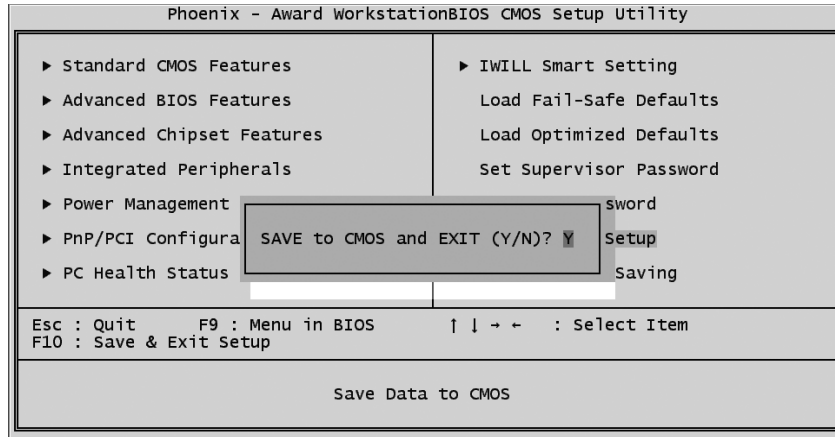 Phoenix - Award WorkstationBIOS CMOS Setup Utility
▶ Standard CMOS Features
▶ Advanced BIOS Features
▶ Advanced Chipset Features
▶ Integrated Peripherals
▶ Power Management
▶ PnP/PCI Configura
▶ PC Health Status
▶ IWILL Smart Setting
Load Fail-Safe Defaults
Load Optimized Defaults
Set Supervisor Password
sword
Setup
Saving
SAVE to CMOS and EXIT (Y/N)? Y
Esc : Quit F9 : Menu in BIOS ↑ ↓ → ← : Select Item
F10 : Save & Exit Setup
Save Data to CMOS